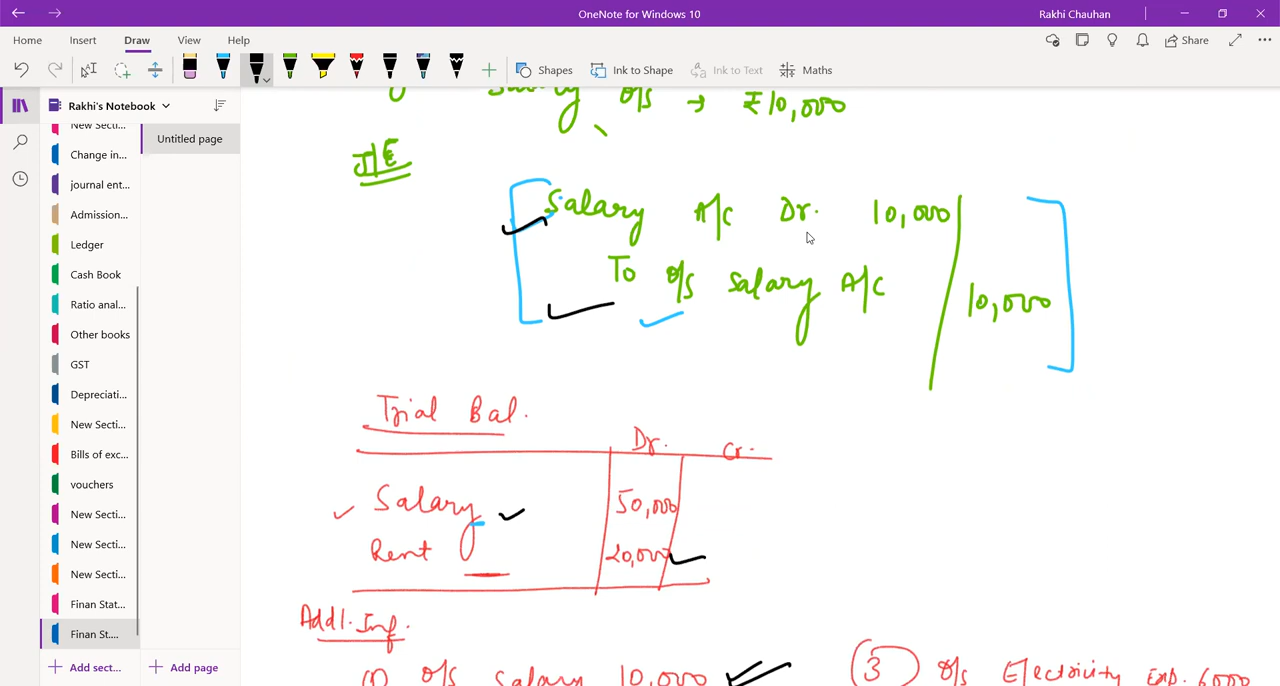 OneNote for Windows 10
Rakhi Chauhan
Home Insert Draw View Help
Share
Shapes Ink to Shape Ink to Text Maths
Rakhi's Notebook
New Secti...
Change in...
journal ent...
Admission...
Ledger
Cash Book
Ratio anal...
Other books
GST
Depreciati...
New Secti...
Bills of exc...
vouchers
New Secti...
New Secti...
New Secti...
Finan Stat...
Finan St....
Add sect...
Untitled page
Add page
Salary O/S → ₹10,000
J/E
Salary A/c Dr. 10,000
To O/S Salary A/c 10,000
Trial Bal.
Dr. Cr.
Salary 50,000
Rent 20,000
Addl. Inf.
(1) O/S Salary 10,000
(3) O/S Electricity Exp. 6000